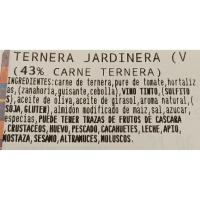 TERNERA JARDINERA (V
(43% CARNE TERNERA)
INGREDIENTES:carne de ternera,pure de tomate,hortaliz
as,(zanahoria,guisante,cebolla),VINO TINTO,(SULFITO
S),aceite de oliva,aceite de girasol,aroma natural,(
SOJA,GLUTEN),almidón modificado de maiz,sal,azucar,
especias,PUEDE TENER TRAZAS DE FRUTOS DE CASCARA
,CRUSTACEOS,HUEVO,PESCADO,CACAHUETES,LECHE,APIO,
MOSTAZA,SESAMO,ALTRAMUCES,MOLUSCOS.